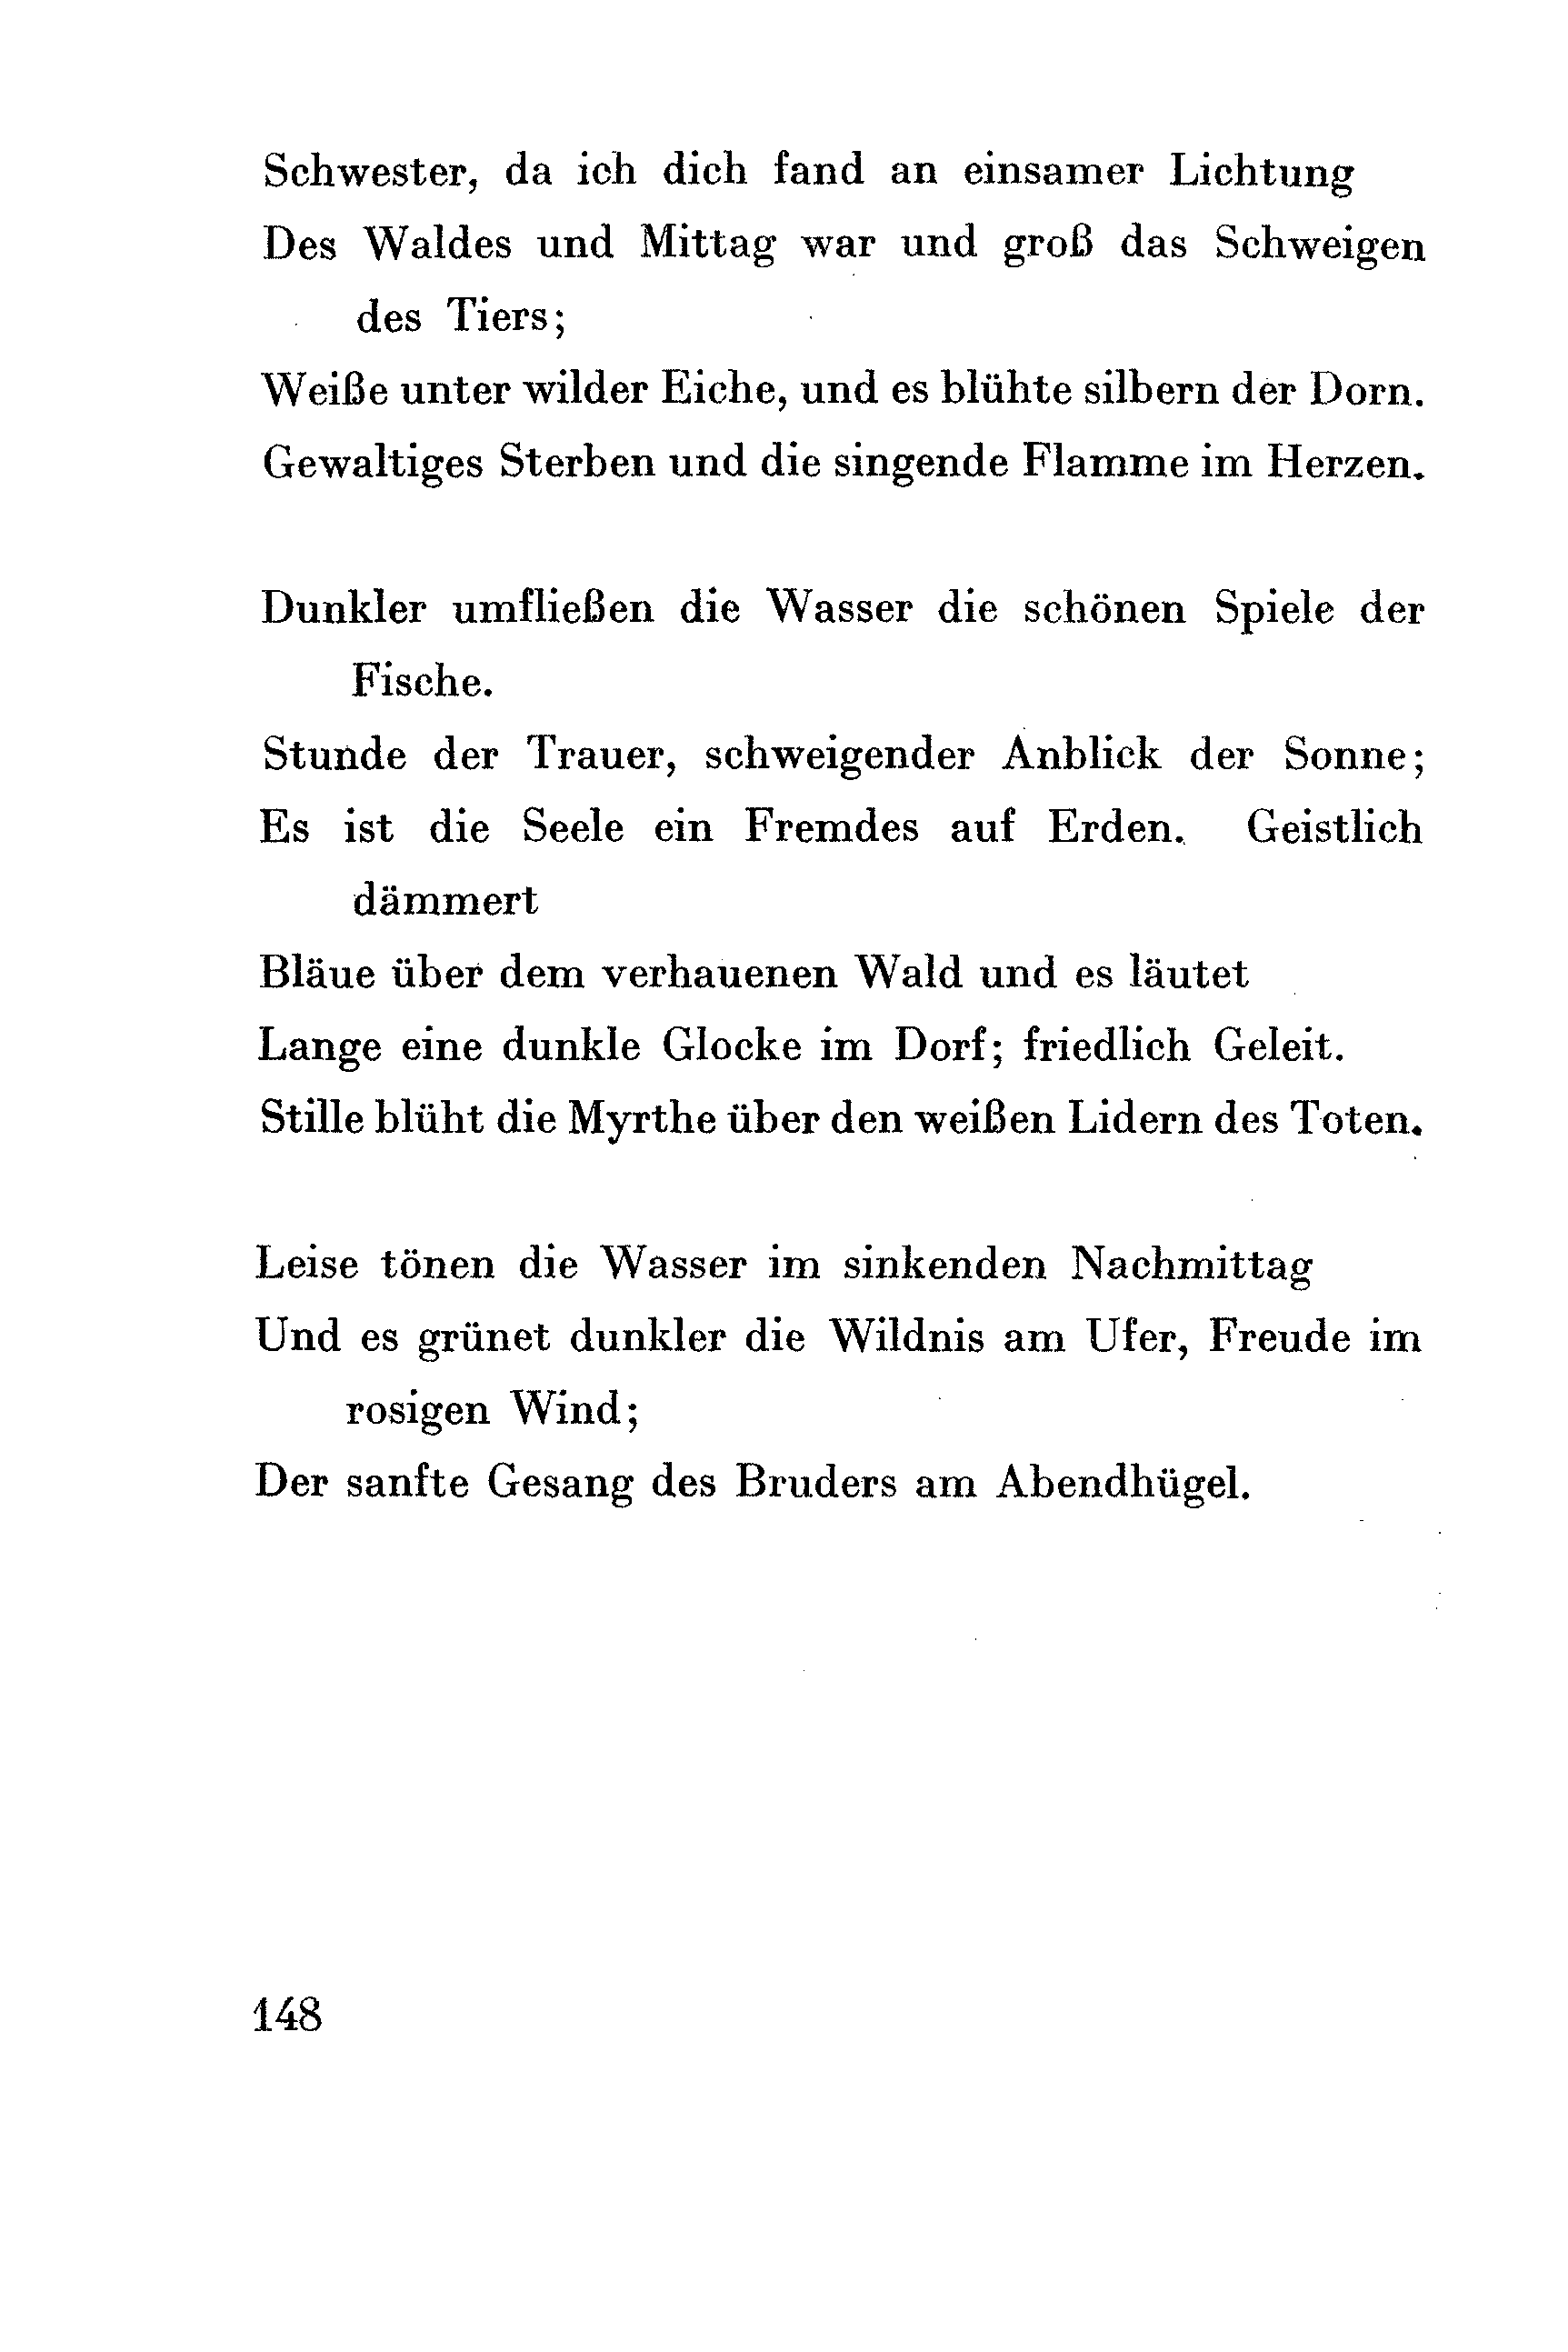 Schwester, da ich dich fand an einsamer Lichtung
Des Waldes und Mittag war und groß das Schweigen
des Tiers;
Weiße unter wilder Eiche, und es blühte silbern der Dorn.
Gewaltiges Sterben und die singende Flamme im Herzen.
Dunkler umfließen die Wasser die schönen Spiele der
Fische.
Stunde der Trauer, schweigender Anblick der Sonne;
Es ist die Seele ein Fremdes auf Erden. Geistlich
dämmert
Bläue über dem verhauenen Wald und es läutet
Lange eine dunkle Glocke im Dorf; friedlich Geleit.
Stille blüht die Myrthe über den weißen Lidern des Toten.
Leise tönen die Wasser im sinkenden Nachmittag
Und es grünet dunkler die Wildnis am Ufer, Freude im
rosigen Wind;
Der sanfte Gesang des Bruders am Abendhügel.
148